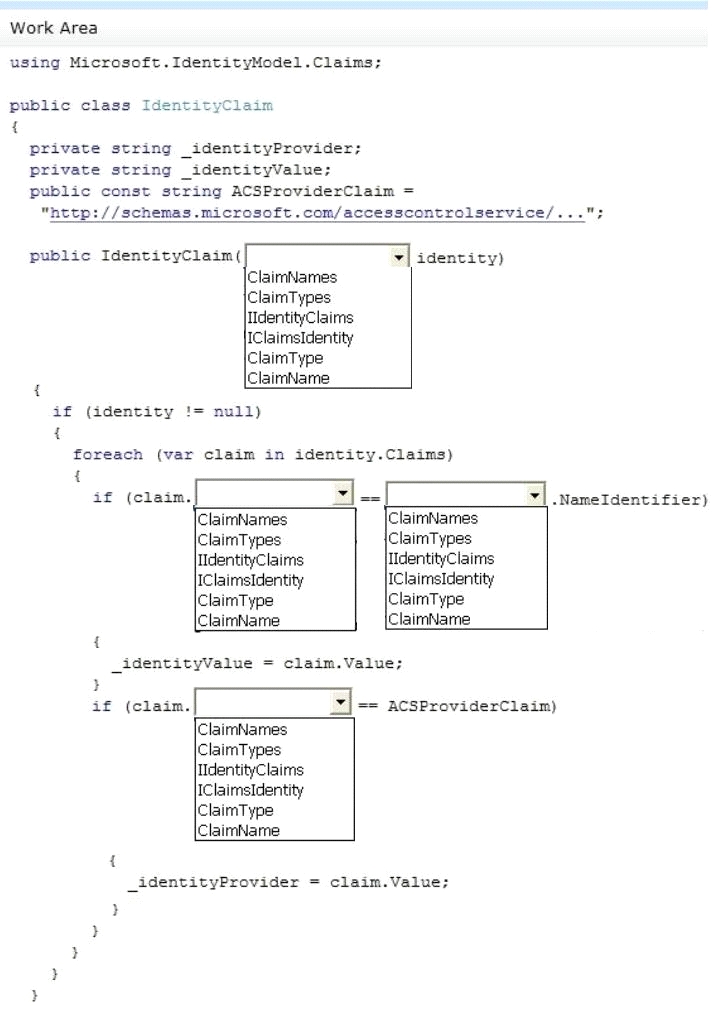 Work Area
using Microsoft.IdentityModel.Claims;
public class IdentityClaim
{
private string _identityProvider;
private string _identityValue;
public const string ACSProviderClaim =
"http://schemas.microsoft.com/accesscontrolservice/...";
public IdentityClaim( identity)
ClaimNames
ClaimTypes
IIdentityClaims
IClaimsIdentity
ClaimType
ClaimName
{
if (identity != null)
{
foreach (var claim in identity.Claims)
{
if (claim. == .NameIdentifier)
ClaimNames ClaimNames
ClaimTypes ClaimTypes
IIdentityClaims IIdentityClaims
IClaimsIdentity IClaimsIdentity
ClaimType ClaimType
ClaimName ClaimName
{
_identityValue = claim.Value;
}
if (claim. == ACSProviderClaim)
ClaimNames
ClaimTypes
IIdentityClaims
IClaimsIdentity
ClaimType
ClaimName
{
_identityProvider = claim.Value;
}
}
}
}
}